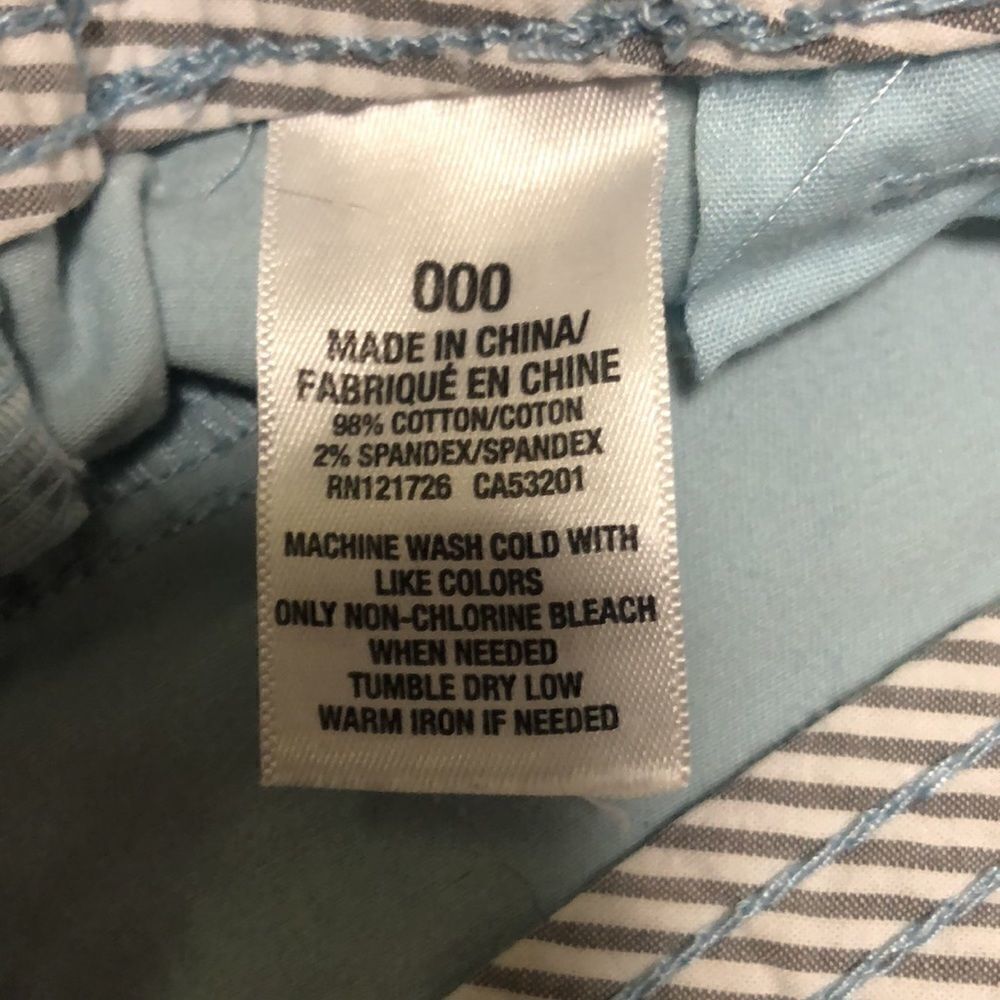 000
MADE IN CHINA/
FABRIQUÉ EN CHINE
98% COTTON/COTON
2% SPANDEX/SPANDEX
RN121726 CA53201
MACHINE WASH COLD WITH
LIKE COLORS
ONLY NON-CHLORINE BLEACH
WHEN NEEDED
TUMBLE DRY LOW
WARM IRON IF NEEDED